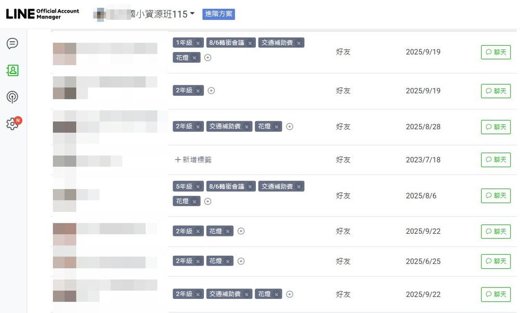 LINE Official Account Manager 國小資源班115 進階方案
1年級 × 8/6轉銜會議 × 交通補助費 × 花燈 × 好友 2025/9/19 聊天
2年級 × 好友 2025/9/19 聊天
2年級 × 交通補助費 × 花燈 × 好友 2025/8/28 聊天
+ 新增標籤 好友 2023/7/18 聊天
5年級 × 8/6轉銜會議 × 交通補助費 × 花燈 × 好友 2025/8/6 聊天
2年級 × 花燈 × 好友 2025/9/22 聊天
2年級 × 花燈 × 好友 2025/6/25 聊天
2年級 × 交通補助費 × 花燈 × 好友 2025/9/22 聊天